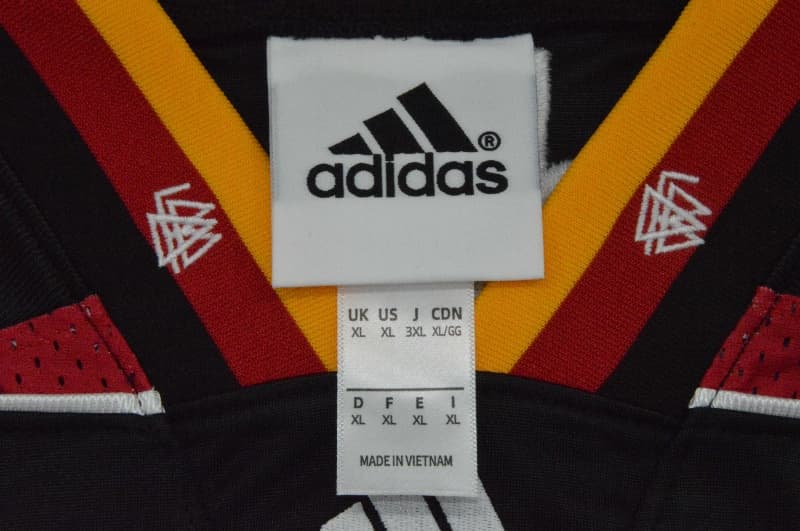 adidas®
UK US J CDN
XL XL 3XL XL/GG
D F E I
XL XL XL XL
MADE IN VIETNAM